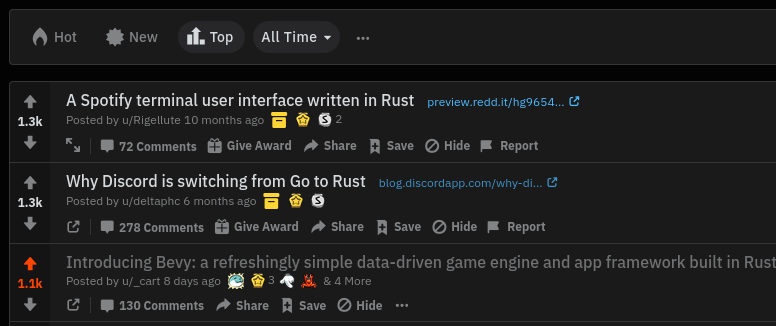 Hot New Top All Time
A Spotify terminal user interface written in Rust preview.redd.it/hg9654...
1.3k
Posted by u/Rigellute 10 months ago S 2
72 Comments Give Award Share Save Hide Report
Why Discord is switching from Go to Rust blog.discordapp.com/why-di...
1.3k
Posted by u/deltaphc 6 months ago S
278 Comments Give Award Share Save Hide Report
Introducing Bevy: a refreshingly simple data-driven game engine and app framework built in Rust
1.1k
Posted by u/_cart 8 days ago 3 & 4 More
130 Comments Share Save Hide